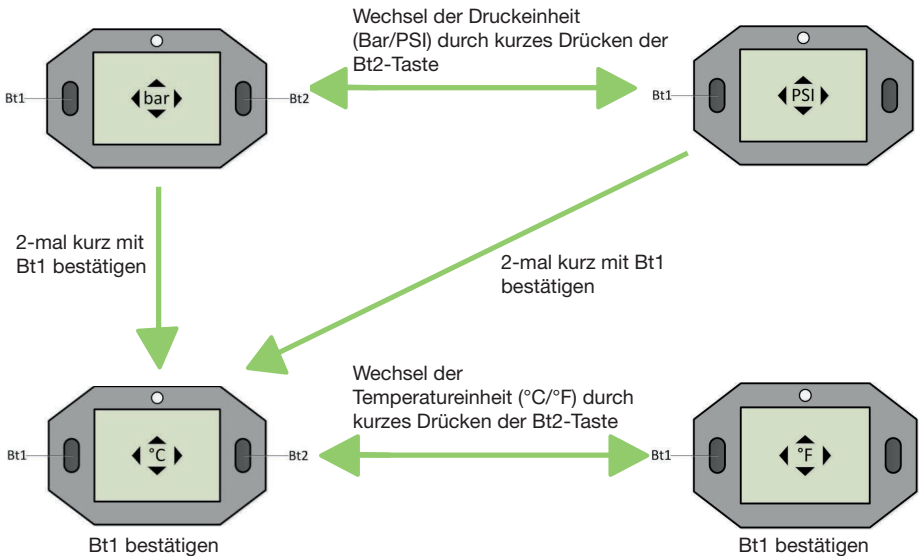 Wechsel der Druckeinheit
(Bar/PSI) durch kurzes Drücken der
Bt2-Taste
Bt1
bar
Bt2
Bt1
PSI
2-mal kurz mit
Bt1 bestätigen
2-mal kurz mit Bt1
bestätigen
Wechsel der
Temperatureinheit (°C/°F) durch
kurzes Drücken der Bt2-Taste
Bt1
°C
Bt2
Bt1
°F
Bt1 bestätigen
Bt1 bestätigen